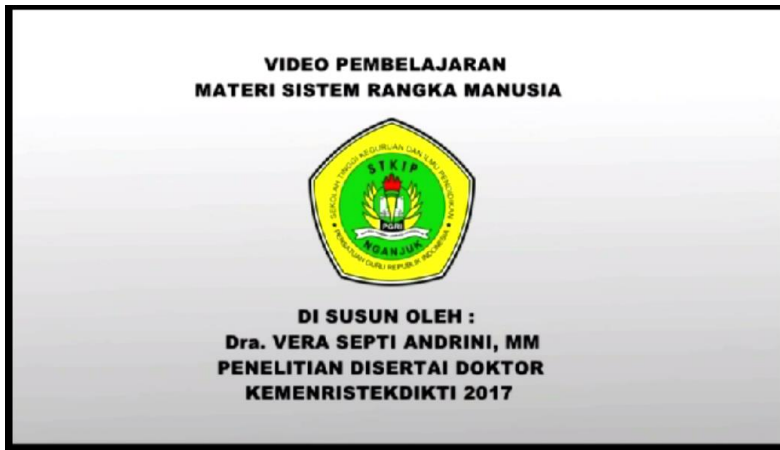 VIDEO PEMBELAJARAN
MATERI SISTEM RANGKA MANUSIA
SEKOLAH TINGGI KEGURUAN DAN ILMU PENDIDIKAN
STKIP
PGRI
NGANJUK
PERSATUAN GURU REPUBLIK INDONESIA
DI SUSUN OLEH :
Dra. VERA SEPTI ANDRINI, MM
PENELITIAN DISERTAI DOKTOR
KEMENRISTEKDIKTI 2017